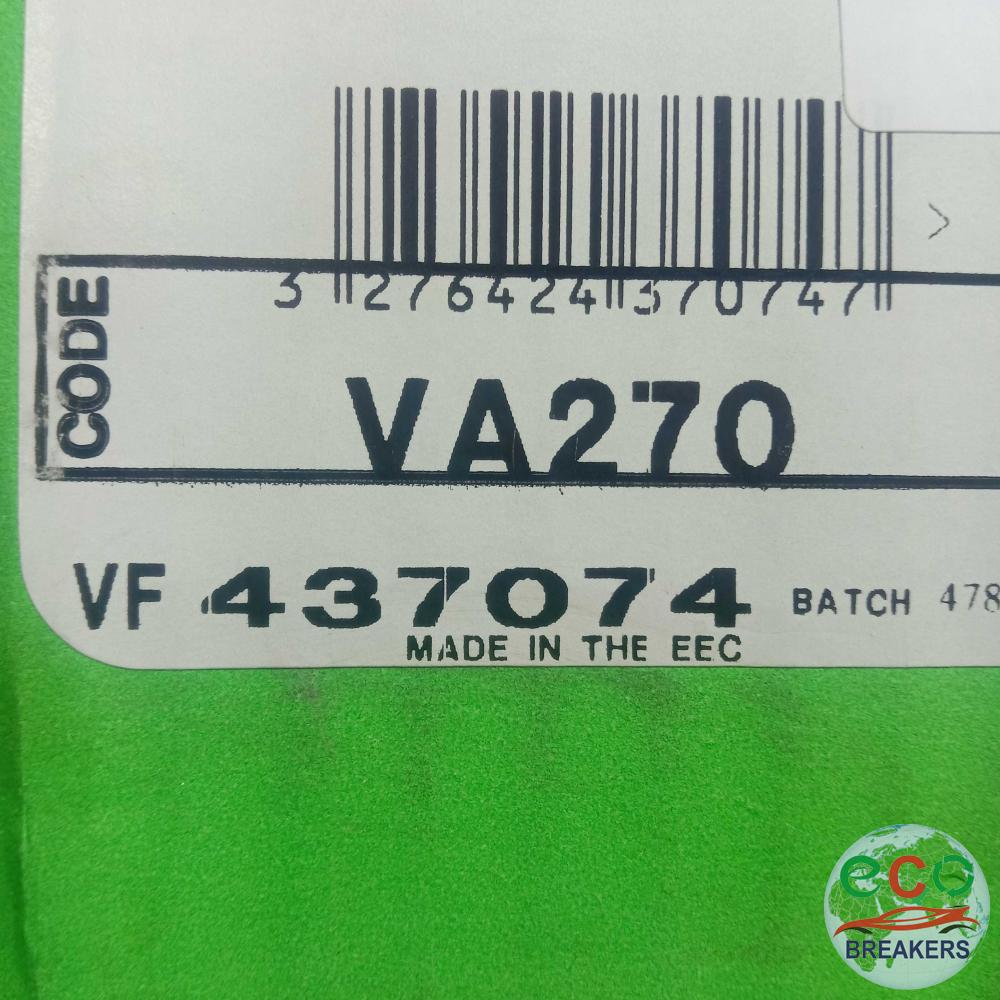 3 276424 370747
CODE
VA270
VF 437074 BATCH 478
MADE IN THE EEC
eco
BREAKERS